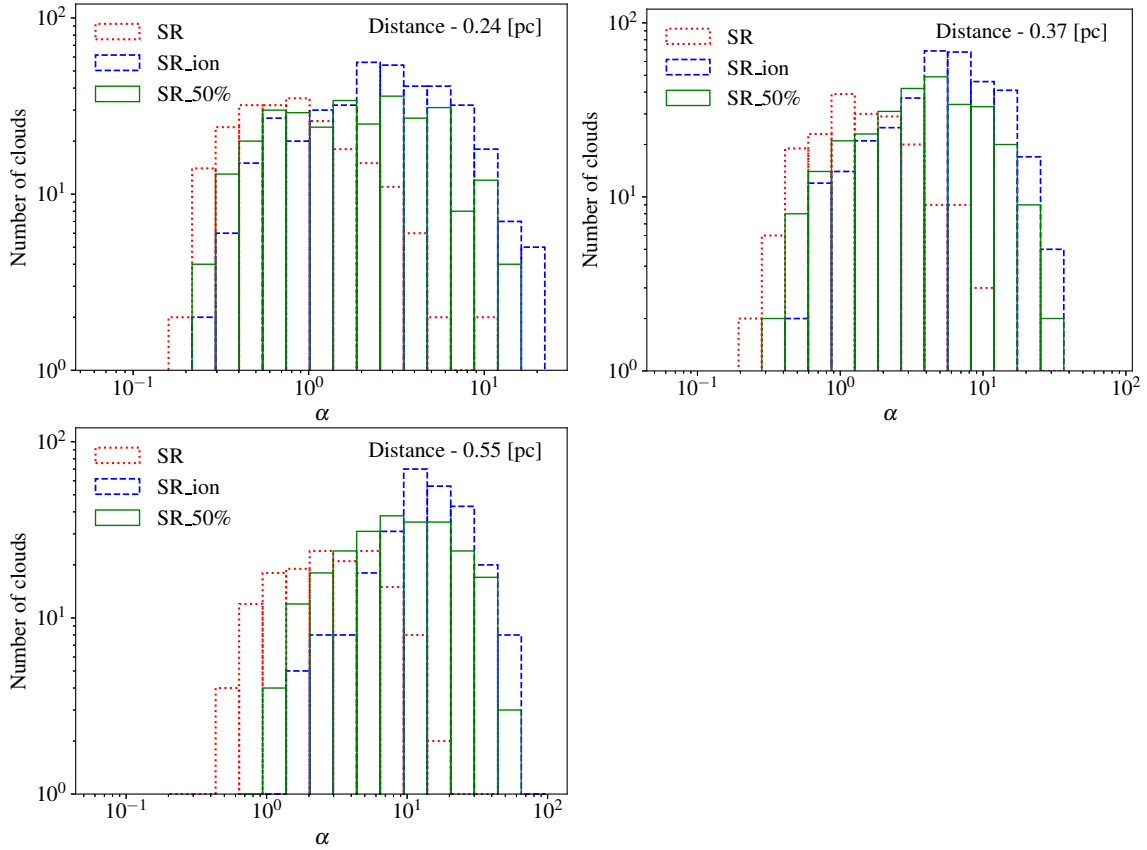 SR
SR_ion
SR_50%
Distance - 0.24 [pc]
Number of clouds
10^0
10^1
10^2
10^−1
10^0
10^1
α
SR
SR_ion
SR_50%
Distance - 0.37 [pc]
Number of clouds
10^0
10^1
10^2
10^−1
10^0
10^1
10^2
α
SR
SR_ion
SR_50%
Distance - 0.55 [pc]
Number of clouds
10^0
10^1
10^2
10^−1
10^0
10^1
10^2
α